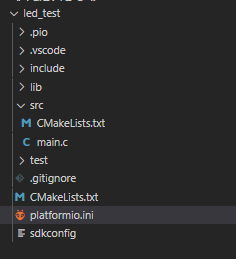 led_test
.pio
.vscode
include
lib
src
CMakeLists.txt
main.c
test
.gitignore
CMakeLists.txt
platformio.ini
sdkconfig